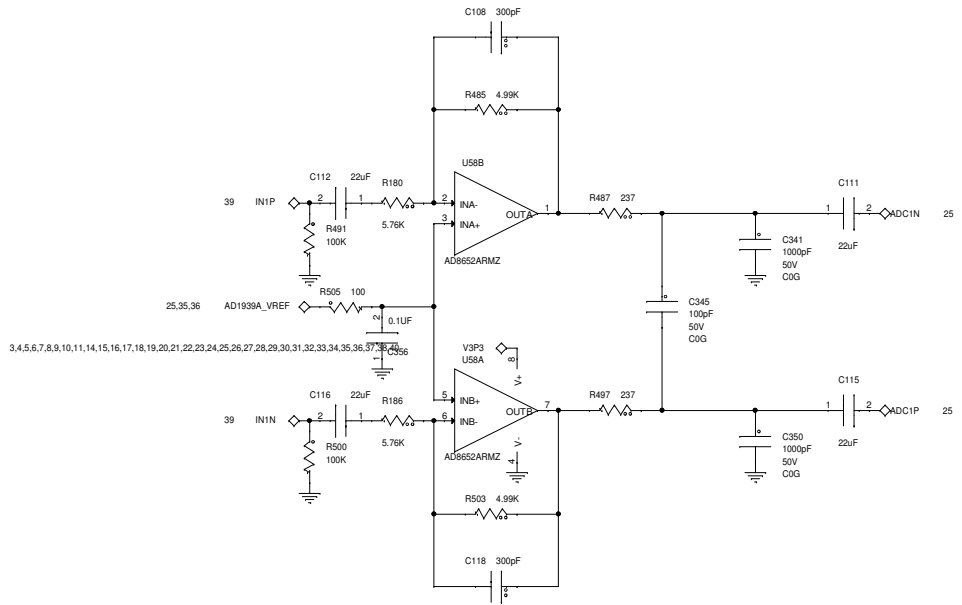 C108 300pF
R485 4.99K
U58B
C112 22uF
R180
C111
R487 237
39 IN1P
2 1
2 INA-
OUTA 1
1 2
ADC1N 25
3 INA+
R491
100K
5.76K
C341
1000pF
50V
C0G
22uF
AD8652ARMZ
R505 100
25,35,36 AD1939A_VREF
C345
100pF
50V
C0G
2
0.1UF
3,4,5,6,7,8,9,10,11,14,15,16,17,18,19,20,21,22,23,24,25,26,27,28,29,30,31,32,33,34,35,36,37,38,40
C356
1
V3P3
U58A
8
V+
C116 22uF
R186
C115
R497 237
5 INB+
OUTB 7
39 IN1N
2 1
6 INB-
1 2
ADC1P 25
R500
100K
5.76K
C350
1000pF
50V
C0G
22uF
V-
4
AD8652ARMZ
R503 4.99K
C118 300pF